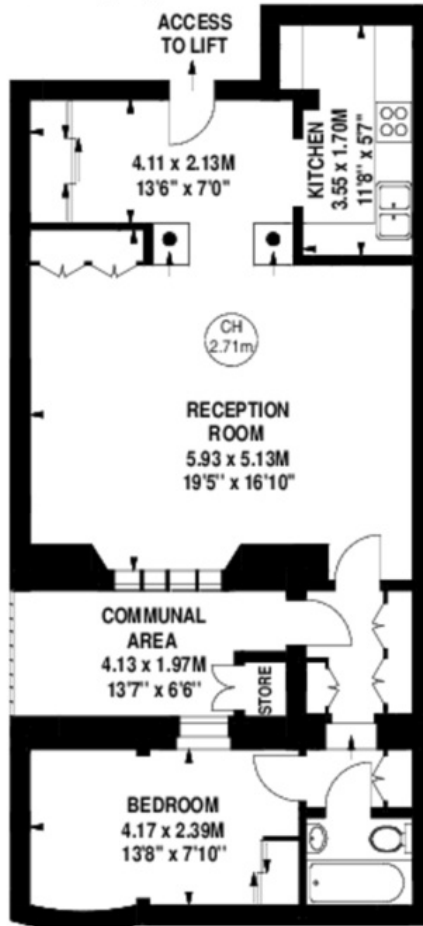 ACCESS
TO LIFT
4.11 x 2.13M
13'6" x 7'0"
KITCHEN
3.55 x 1.70M
11'8" x 5'7"
CH
2.71m
RECEPTION
ROOM
5.93 x 5.13M
19'5" x 16'10"
COMMUNAL
AREA
4.13 x 1.97M
13'7" x 6'6"
STORE
BEDROOM
4.17 x 2.39M
13'8" x 7'10"